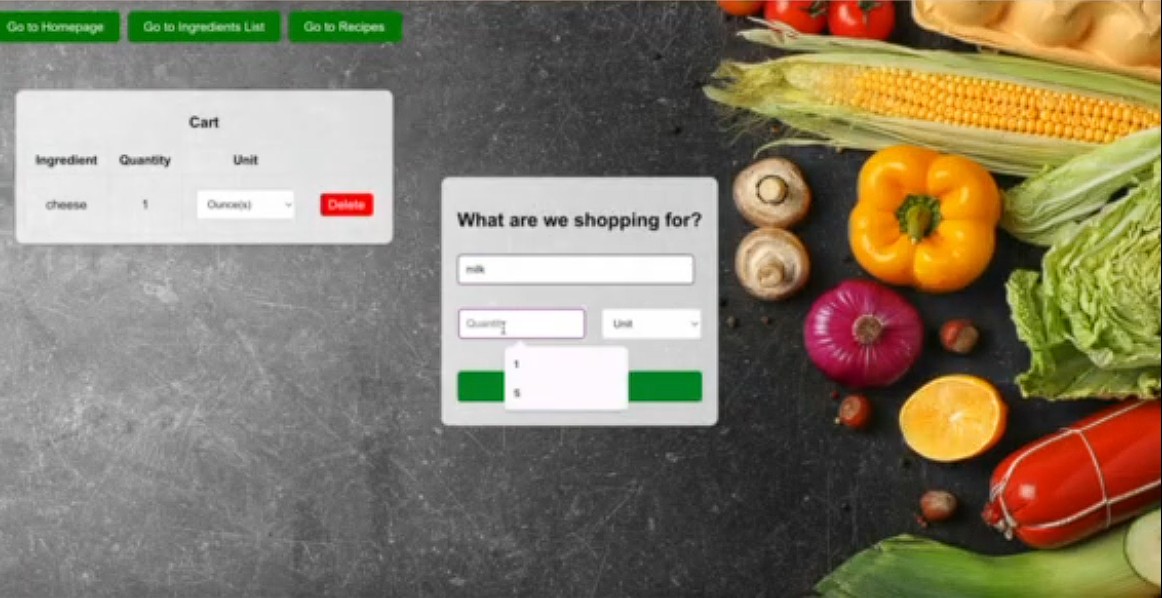 Go to Homepage Go to Ingredients List Go to Recipes
Cart
Ingredient Quantity Unit
cheese 1 Ounce(s) Delete
What are we shopping for?
milk
Quantity Unit
1
5